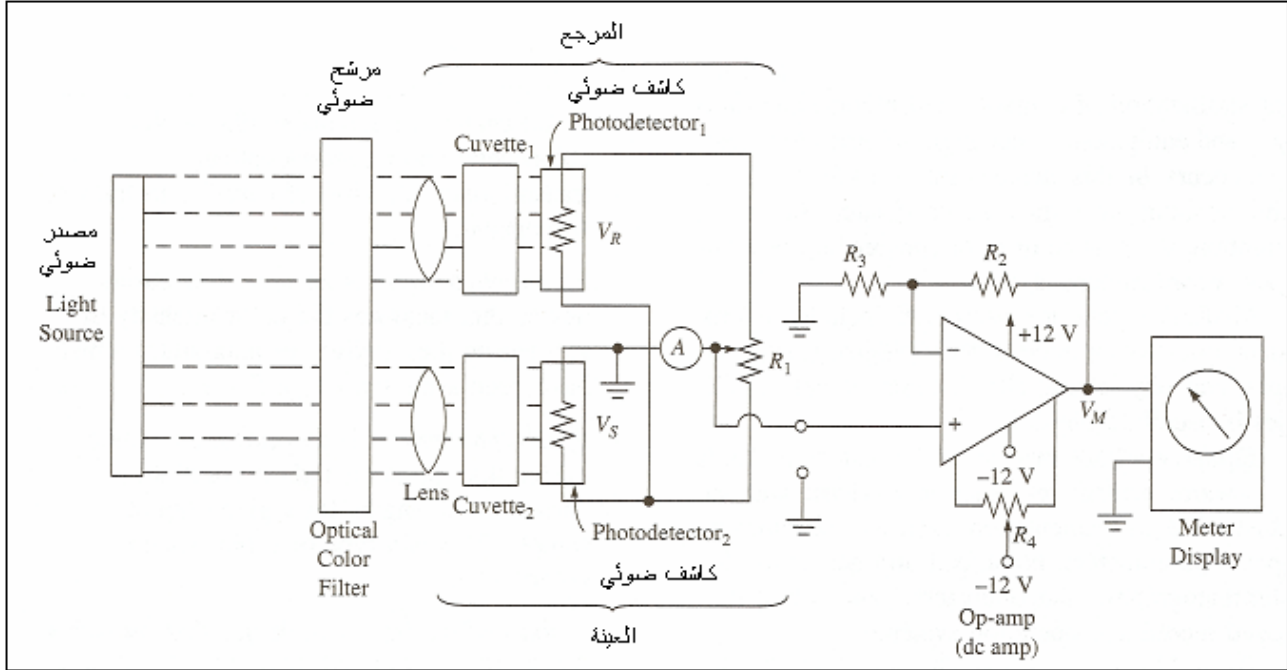 المرجع
مرشح
ضوئي
كاشف ضوئي
Photodetector1
Cuvette1
VR
مصدر
ضوئي
Light
Source
R3
R2
+12 V
A
R1
−
+
VM
VS
−12 V
Lens
Cuvette2
Photodetector2
R4
−12 V
Optical
Color
Filter
Meter
Display
كاشف ضوئي
Op-amp
(dc amp)
العينة